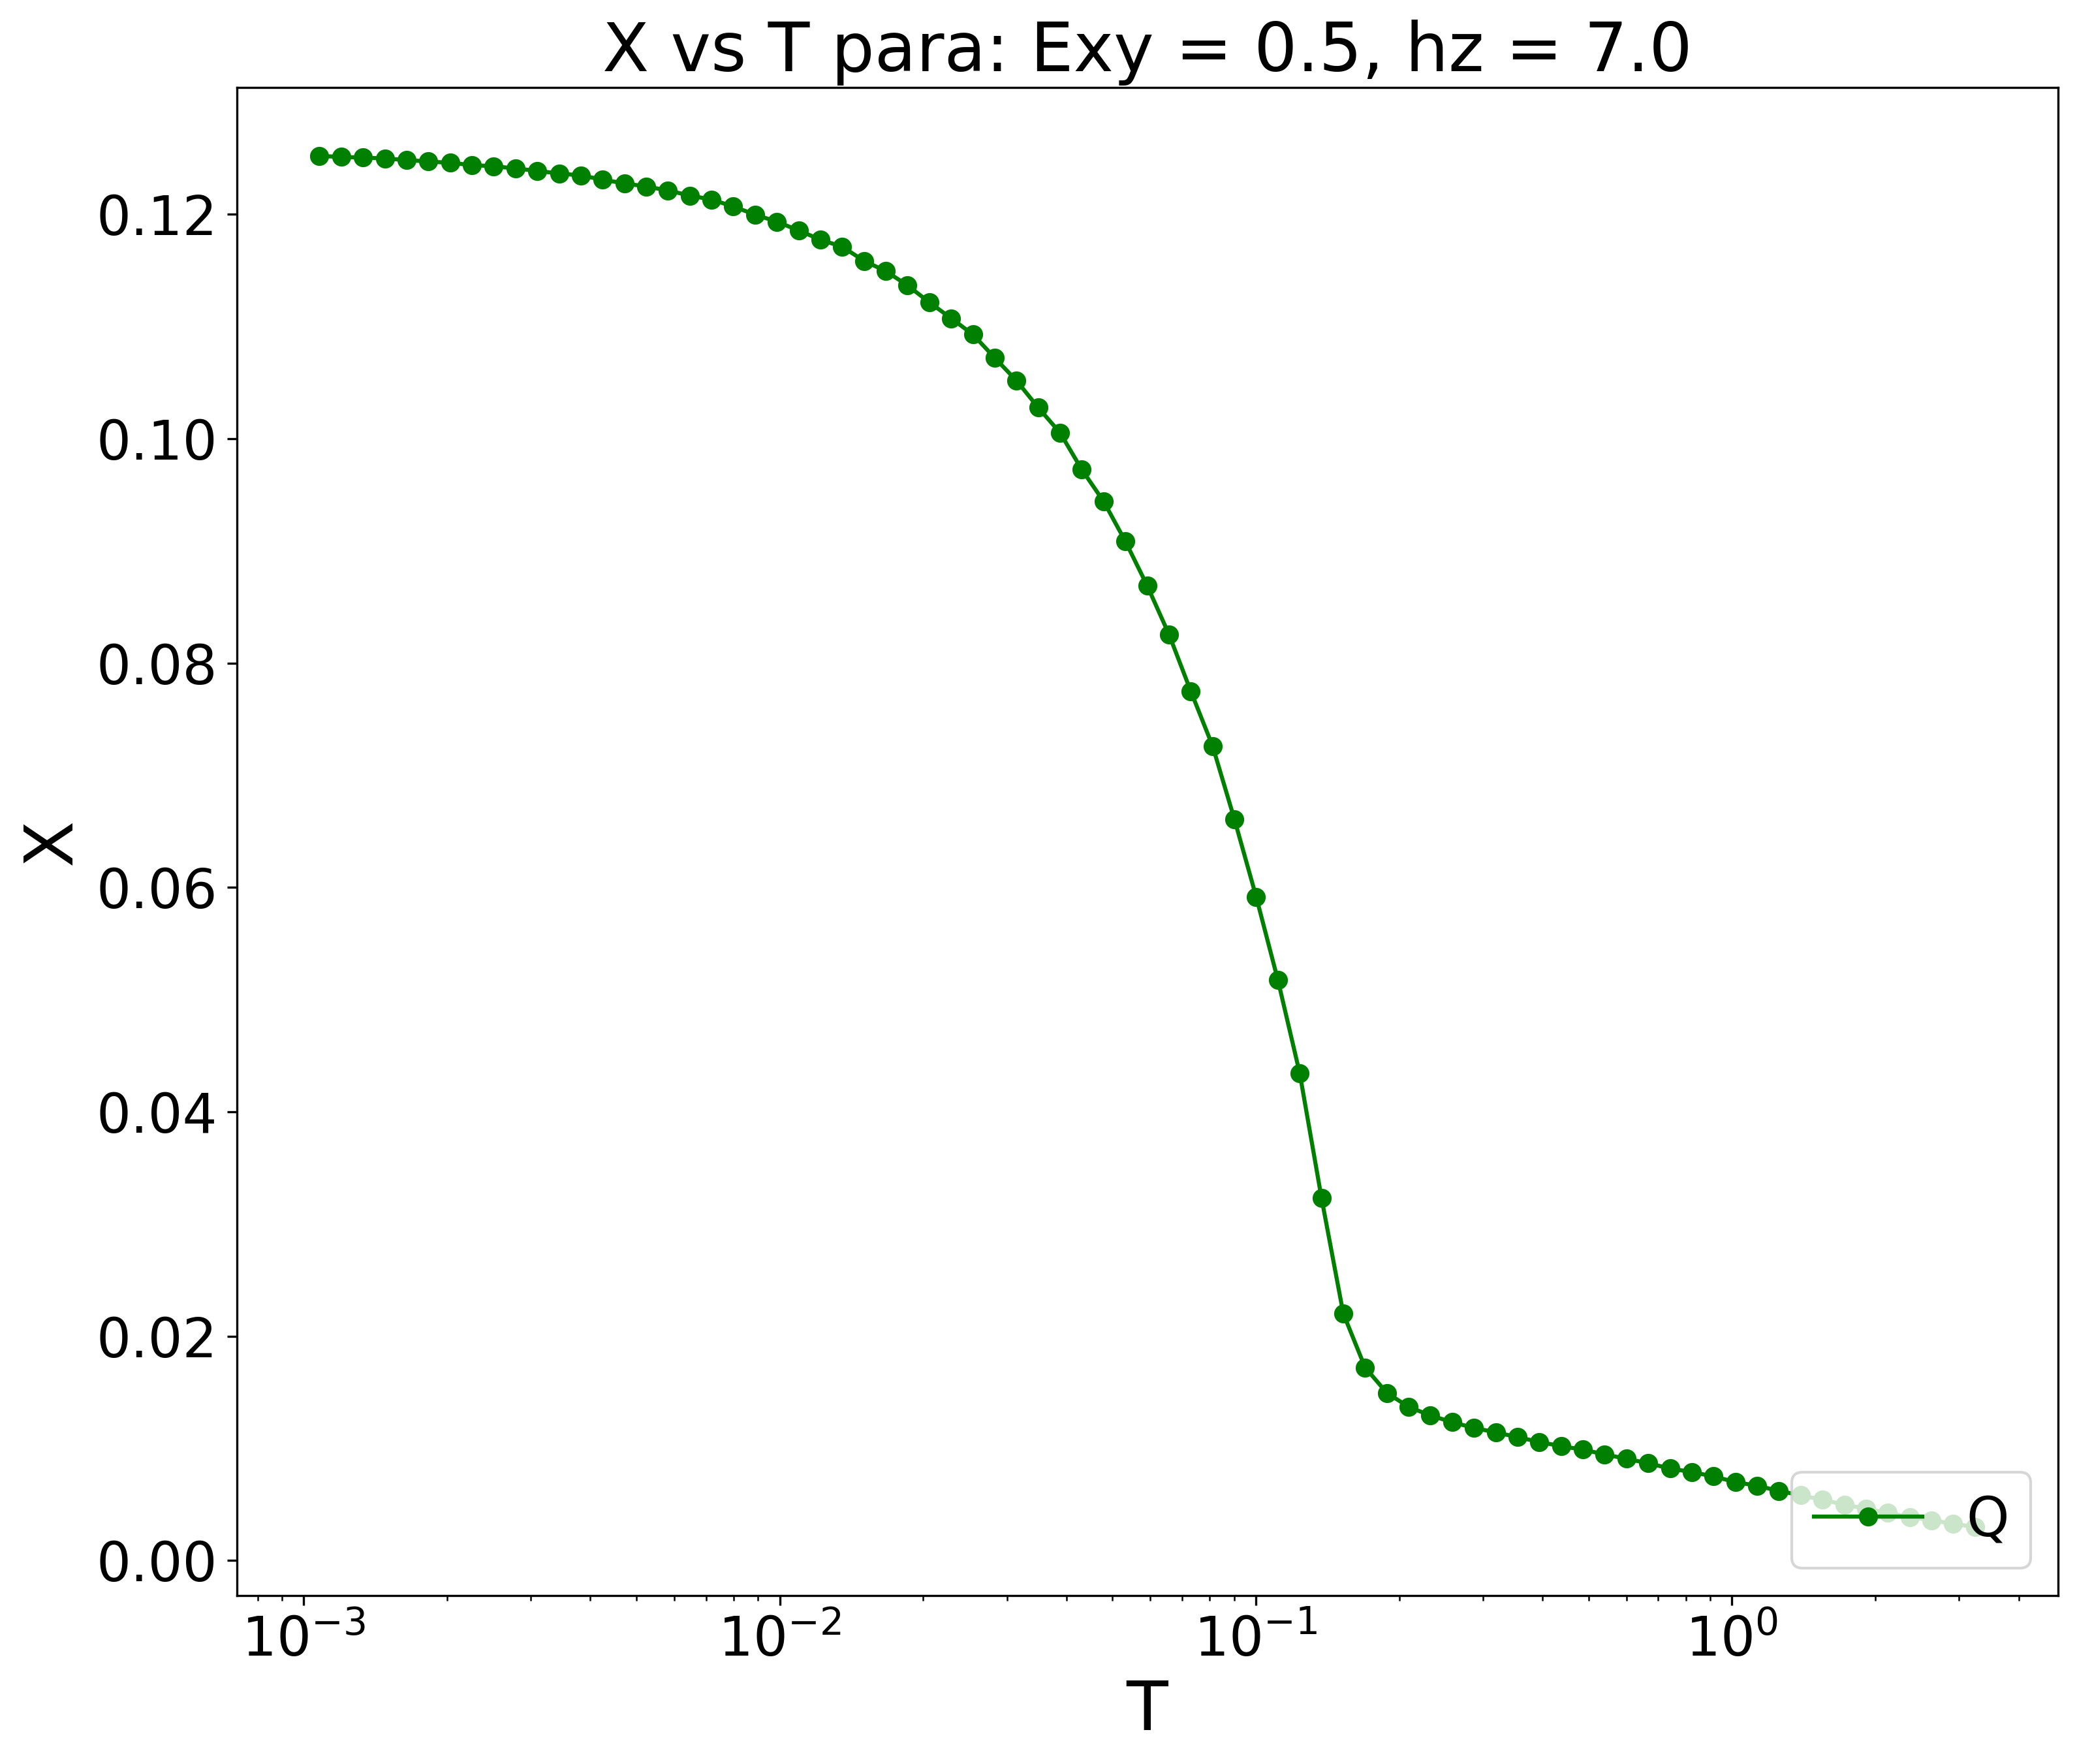 X vs T para: Exy = 0.5, hz = 7.0
X
0.12
0.10
0.08
0.06
0.04
0.02
0.00
10⁻³ 10⁻² 10⁻¹ 10⁰
T
Q